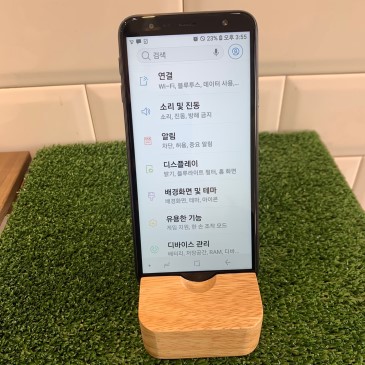 23% 오후 3:55
검색
연결
Wi-Fi, 블루투스, 데이터 사용,...
소리 및 진동
소리, 진동, 방해 금지
알림
차단, 허용, 중요 알림
디스플레이
밝기, 블루라이트 필터, 홈 화면
배경화면 및 테마
배경화면, 테마, 아이콘
유용한 기능
게임 지원, 한 손 조작 모드
디바이스 관리
배터리, 저장공간, RAM, 디바...